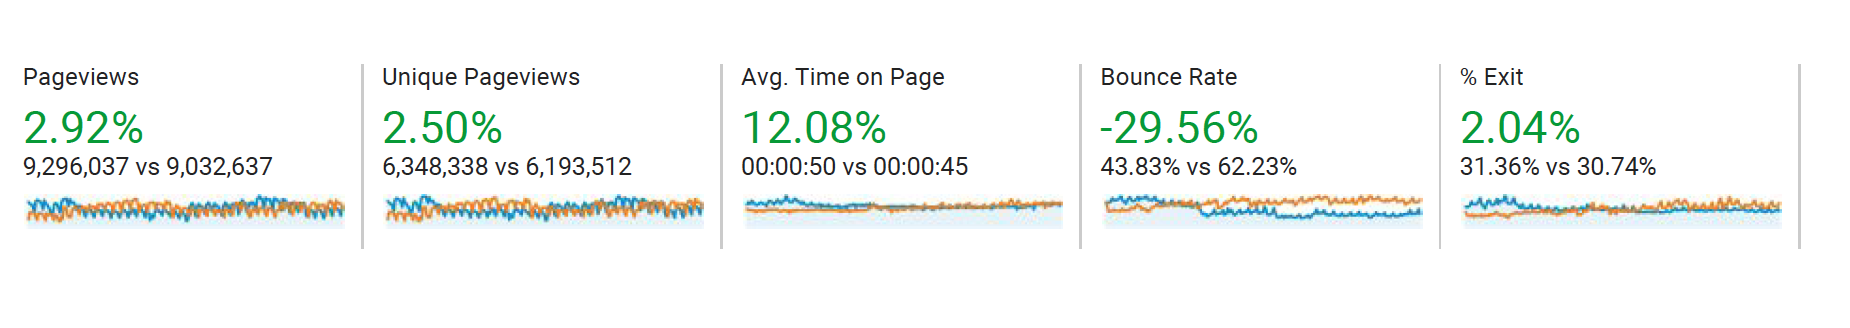 Pageviews
2.92%
9,296,037 vs 9,032,637
Unique Pageviews
2.50%
6,348,338 vs 6,193,512
Avg. Time on Page
12.08%
00:00:50 vs 00:00:45
Bounce Rate
-29.56%
43.83% vs 62.23%
% Exit
2.04%
31.36% vs 30.74%